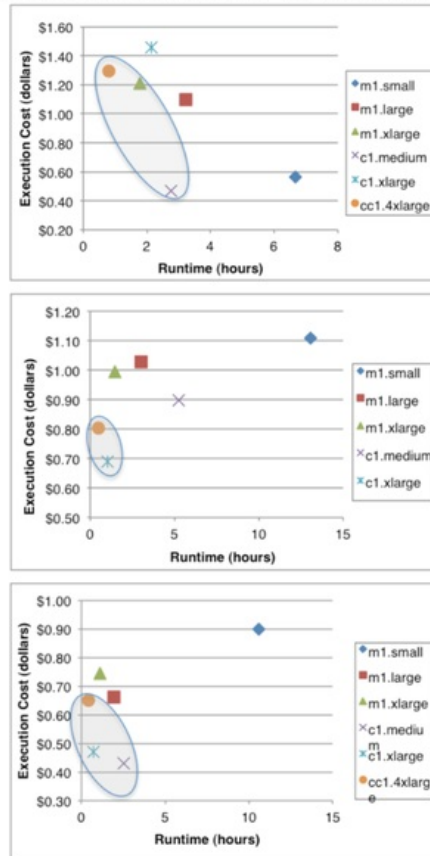 $1.60
$1.40
$1.20
$1.00
$0.80
$0.60
$0.40
$0.20
Execution Cost (dollars)
0 2 4 6 8
Runtime (hours)
m1.small
m1.large
m1.xlarge
c1.medium
c1.xlarge
cc1.4xlarge
$1.20
$1.10
$1.00
$0.90
$0.80
$0.70
$0.60
$0.50
Execution Cost (dollars)
0 5 10 15
Runtime (hours)
m1.small
m1.large
m1.xlarge
c1.medium
c1.xlarge
$1.00
$0.90
$0.80
$0.70
$0.60
$0.50
$0.40
$0.30
Execution Cost (dollars)
0 5 10 15
Runtime (hours)
m1.small
m1.large
m1.xlarge
c1.mediu
m
c1.xlarge
cc1.4xlarg
e